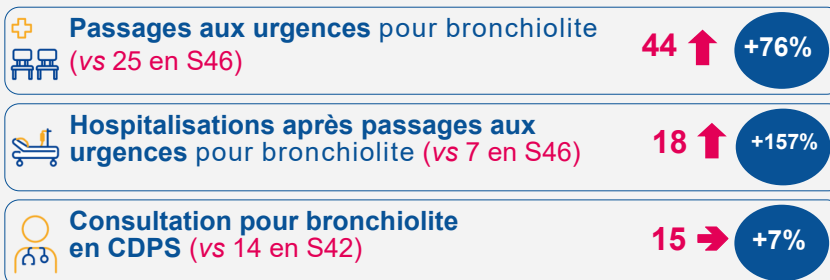 Passages aux urgences pour bronchiolite
(vs 25 en S46)
44
+76%
Hospitalisations après passages aux
urgences pour bronchiolite (vs 7 en S46)
18
+157%
Consultation pour bronchiolite
en CDPS (vs 14 en S42)
15
+7%